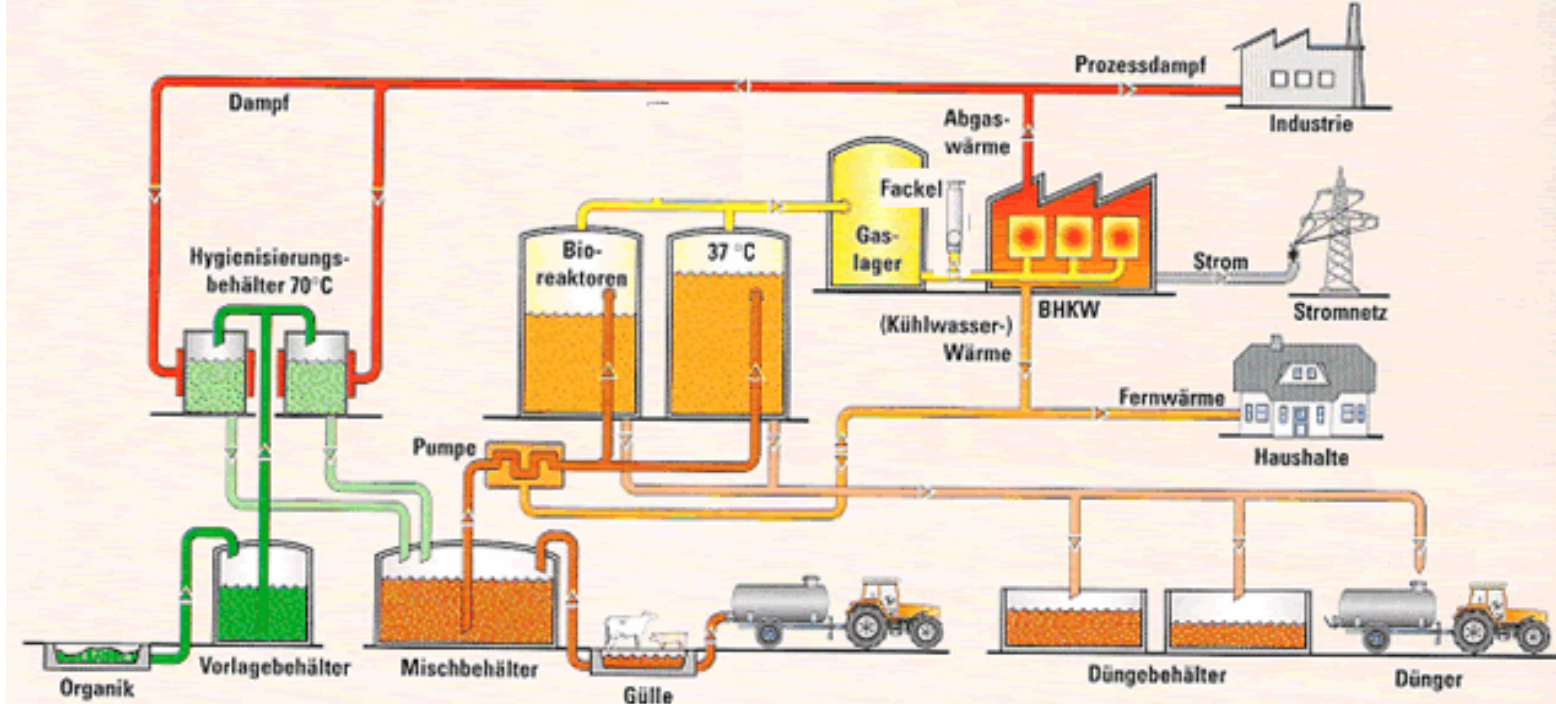 Prozessdampf
Dampf
Industrie
Abgas-
wärme
Fackel
Bio-
reaktoren
37 °C
Gas-
lager
Hygienisierungs-
behälter 70°C
Strom
BHKW
Stromnetz
(Kühlwasser-)
Wärme
Fernwärme
Pumpe
Haushalte
Organik
Vorlagebehälter
Mischbehälter
Gülle
Düngebehälter
Dünger